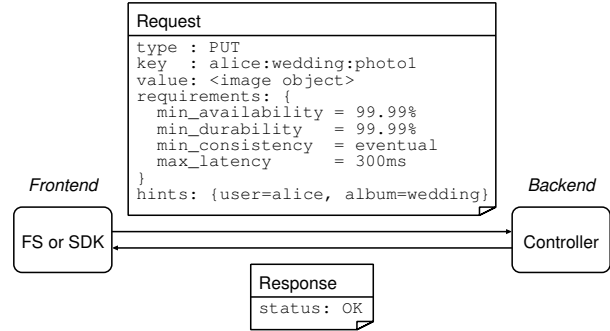 Request
type : PUT
key  : alice:wedding:photo1
value: <image object>
requirements: {
  min_availability = 99.99%
  min_durability   = 99.99%
  min_consistency = eventual
  max_latency      = 300ms
}
hints: {user=alice, album=wedding}
Frontend
Backend
FS or SDK
Controller
Response
status: OK